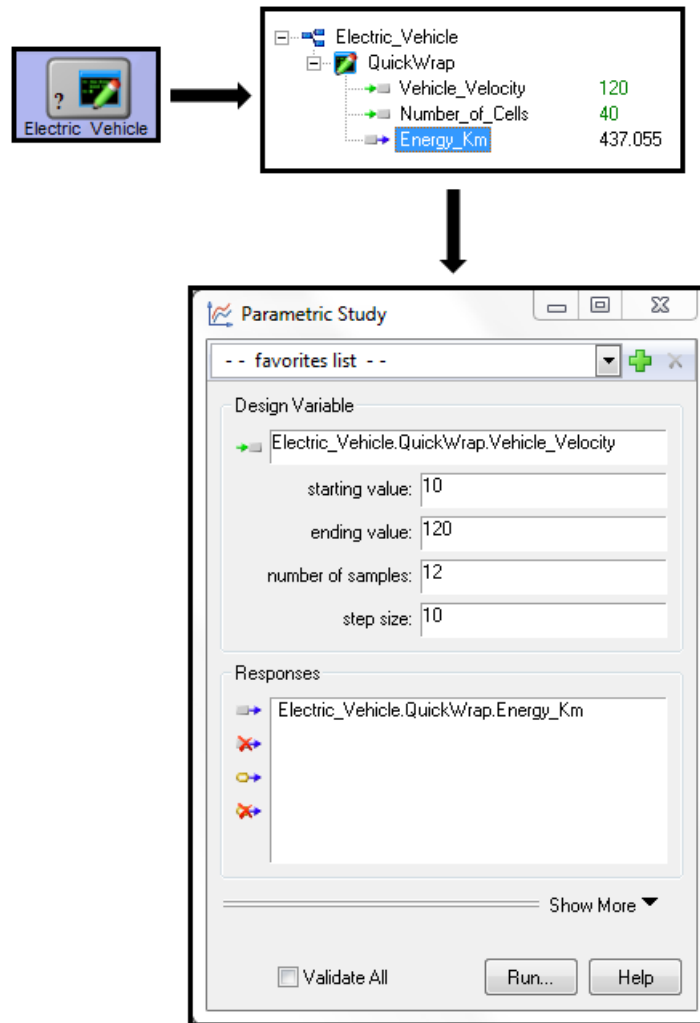 ?
Electric_Vehicle
Electric_Vehicle
QuickWrap
Vehicle_Velocity 120
Number_of_Cells 40
Energy_Km 437.055
Parametric Study
- - favorites list - -
Design Variable
Electric_Vehicle.QuickWrap.Vehicle_Velocity
starting value: 10
ending value: 120
number of samples: 12
step size: 10
Responses
Electric_Vehicle.QuickWrap.Energy_Km
Show More
Validate All Run... Help